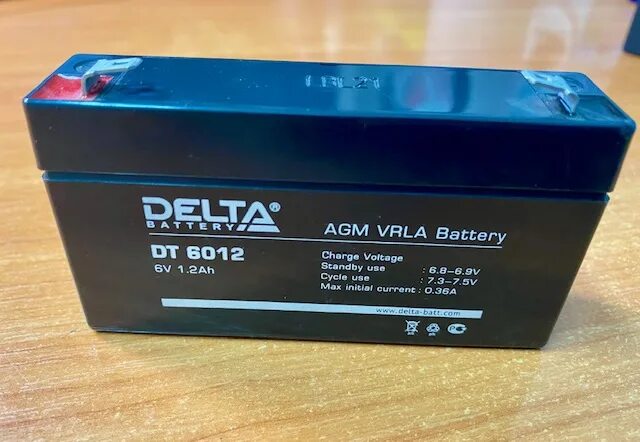 DELTA®
BATTERY
DT 6012
6V 1.2Ah
AGM VRLA Battery
Charge Voltage
Standby use : 6.8-6.9V
Cycle use : 7.3-7.5V
Max initial current : 0.36A
www.delta-batt.com